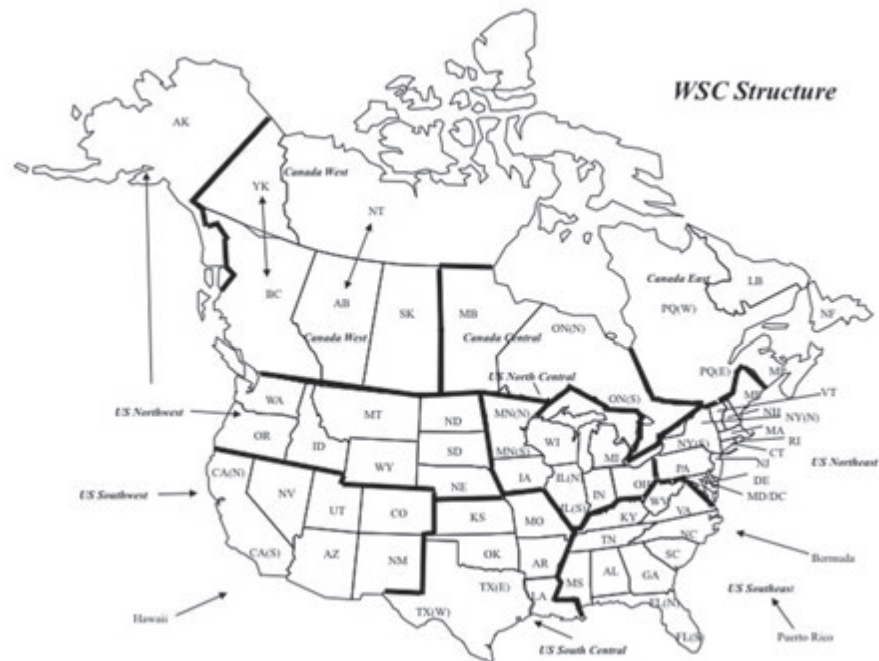 WSC Structure
AK
Canada West
YK
NT
BC
AB
SK
MB
Canada West
Canada Central
ON(N)
Canada East
LB
PQ(W)
NF
PQ(E)
US North Central
ON(S)
VT
NH
NY(N)
MA
RI
CT
NJ
DE
MD/DC
US Northeast
US Northwest
WA
MT
ND
MN(N)
OR
ID
SD
MN(S)
WI
MI
NY(S)
PA
WY
US Southwest
CA(N)
NV
UT
CO
NE
IA
IL(N)
IN
OH
WV
VA
KS
MO
IL(S)
KY
NC
TN
CA(S)
AZ
NM
OK
AR
SC
MS
AL
GA
TX(E)
LA
TX(W)
FL(N)
FL(S)
Bermuda
US Southeast
Hawaii
US South Central
Puerto Rico